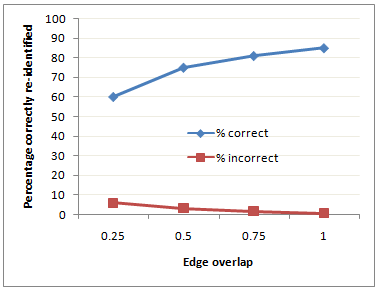 100
90
80
70
60
50
40
30
20
10
0
Percentage correctly re-identified
% correct
% incorrect
0.25 0.5 0.75 1
Edge overlap